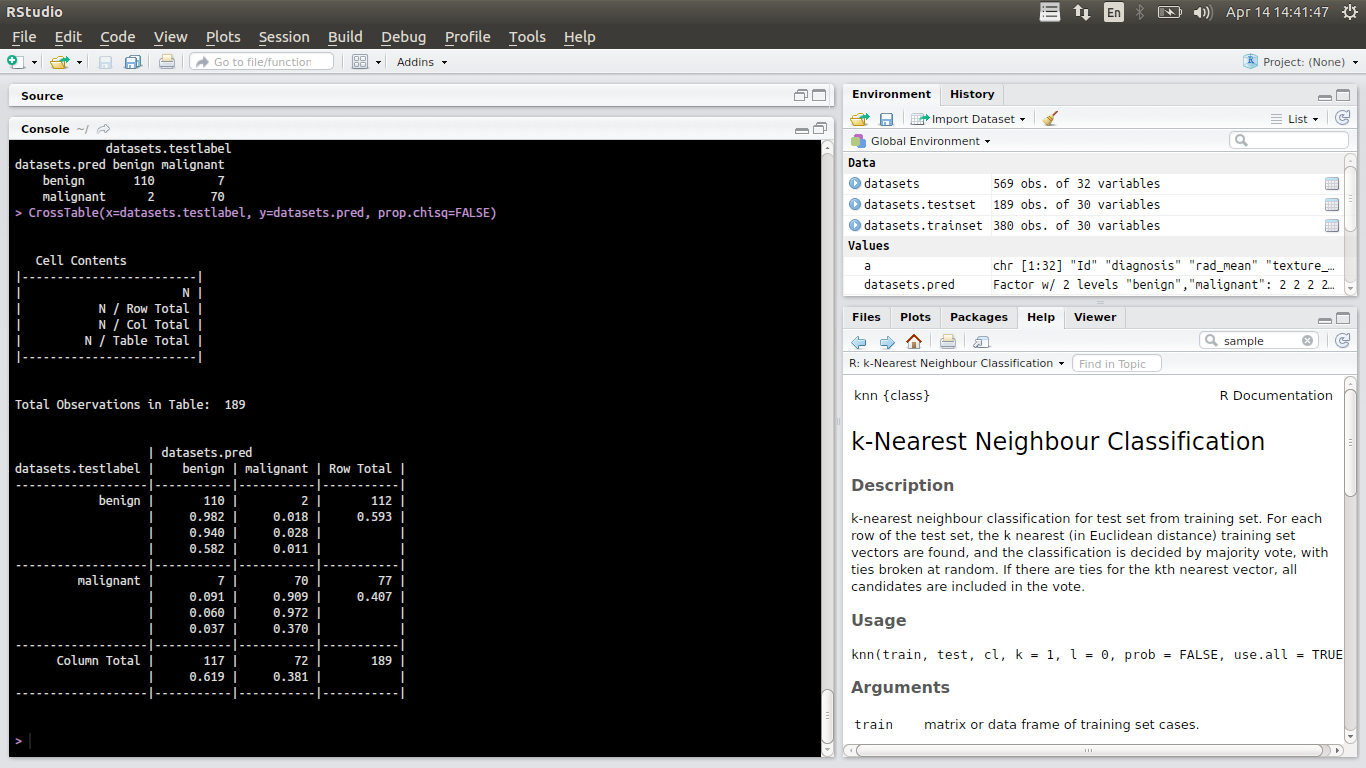 RStudio
En
Apr 14 14:41:47
File Edit Code View Plots Session Build Debug Profile Tools Help
Go to file/function
Addins
Project: (None)
Source
Console ~/
            datasets.testlabel
datasets.pred benign malignant
    benign       110         7
    malignant      2        70
> CrossTable(x=datasets.testlabel, y=datasets.pred, prop.chisq=FALSE)
   Cell Contents
|-------------------------|
|                       N |
|           N / Row Total |
|           N / Col Total |
|         N / Table Total |
|-------------------------|
Total Observations in Table:  189
                   | datasets.pred
datasets.testlabel |    benign | malignant | Row Total |
-------------------|-----------|-----------|-----------|
            benign |       110 |         2 |       112 |
                   |     0.982 |     0.018 |     0.593 |
                   |     0.940 |     0.028 |           |
                   |     0.582 |     0.011 |           |
-------------------|-----------|-----------|-----------|
         malignant |         7 |        70 |        77 |
                   |     0.091 |     0.909 |     0.407 |
                   |     0.060 |     0.972 |           |
                   |     0.037 |     0.370 |           |
-------------------|-----------|-----------|-----------|
      Column Total |       117 |        72 |       189 |
                   |     0.619 |     0.381 |           |
-------------------|-----------|-----------|-----------|
>
Environment History
Import Dataset
List
Global Environment
Data
datasets 569 obs. of 32 variables
datasets.testset 189 obs. of 30 variables
datasets.trainset 380 obs. of 30 variables
Values
a chr [1:32] "Id" "diagnosis" "rad_mean" "texture_…
datasets.pred Factor w/ 2 levels "benign","malignant": 2 2 2 2…
Files Plots Packages Help Viewer
sample
R: k-Nearest Neighbour Classification
Find in Topic
knn {class} R Documentation
k-Nearest Neighbour Classification
Description
k-nearest neighbour classification for test set from training set. For each
row of the test set, the k nearest (in Euclidean distance) training set
vectors are found, and the classification is decided by majority vote, with
ties broken at random. If there are ties for the kth nearest vector, all
candidates are included in the vote.
Usage
knn(train, test, cl, k = 1, l = 0, prob = FALSE, use.all = TRUE
Arguments
train matrix or data frame of training set cases.